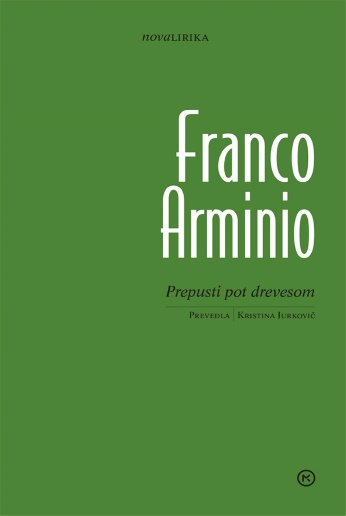 novaLIRIKA
Franco
Arminio
Prepusti pot drevesom
PREVEDLA | KRISTINA JURKOVIČ